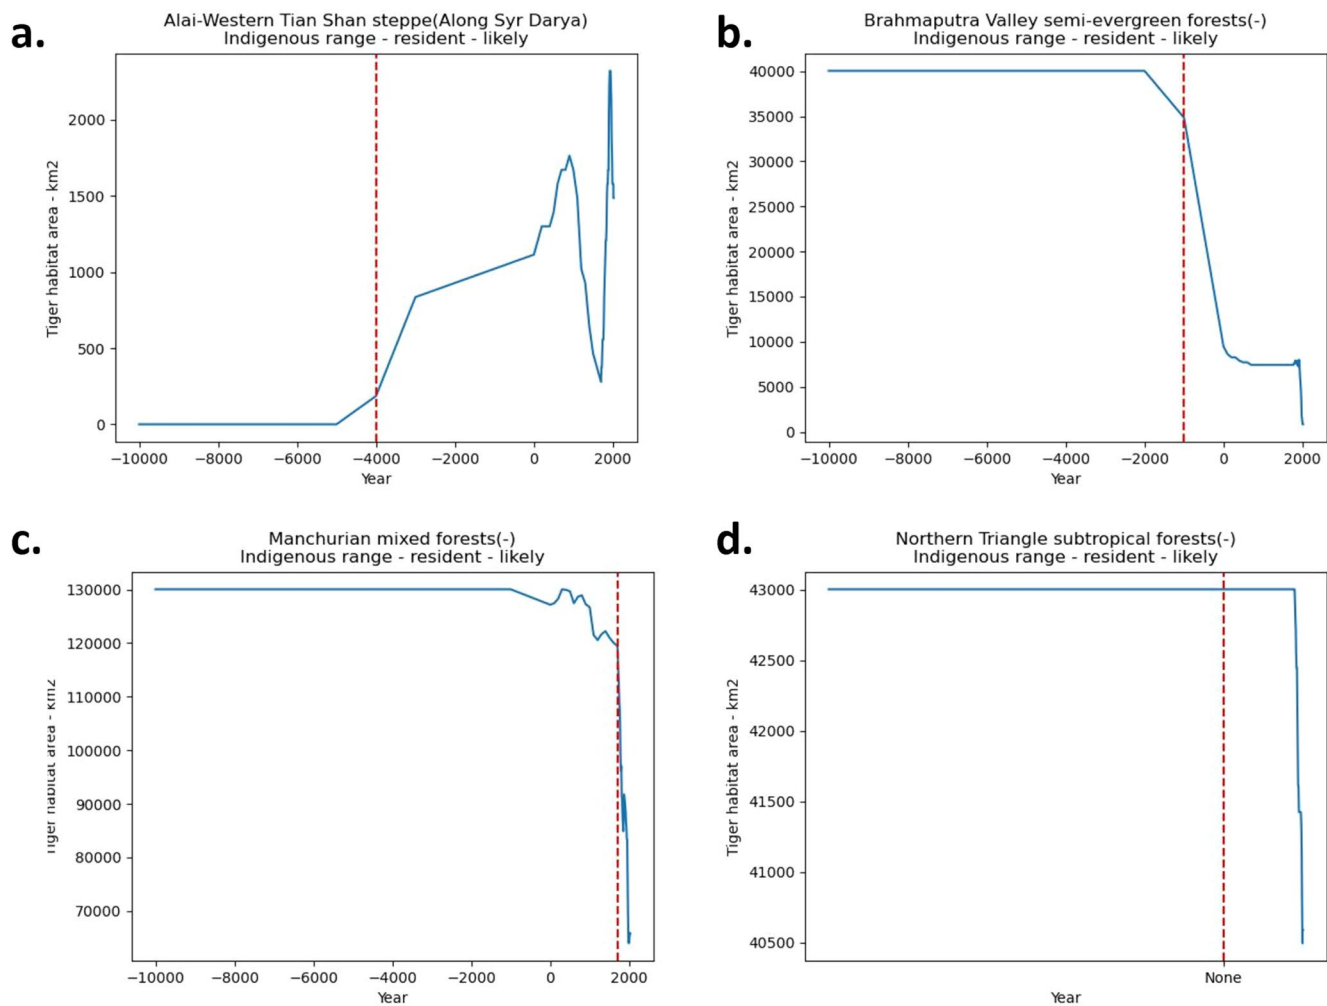 a.
Alai-Western Tian Shan steppe(Along Syr Darya)
Indigenous range - resident - likely
Tiger habitat area - km2
2000
1500
1000
500
0
−10000 −8000 −6000 −4000 −2000 0 2000
Year
b.
Brahmaputra Valley semi-evergreen forests(-)
Indigenous range - resident - likely
Tiger habitat area - km2
40000
35000
30000
25000
20000
15000
10000
5000
0
−10000 −8000 −6000 −4000 −2000 0 2000
Year
c.
Manchurian mixed forests(-)
Indigenous range - resident - likely
Tiger habitat area - km2
130000
120000
110000
100000
90000
80000
70000
−10000 −8000 −6000 −4000 −2000 0 2000
Year
d.
Northern Triangle subtropical forests(-)
Indigenous range - resident - likely
Tiger habitat area - km2
43000
42500
42000
41500
41000
40500
None
Year